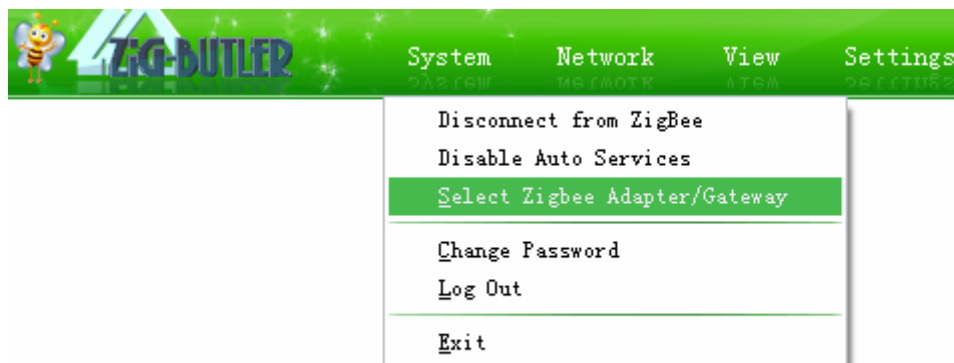 ZiG-BUTLER
System Network View Settings
Disconnect from ZigBee
Disable Auto Services
Select Zigbee Adapter/Gateway
Change Password
Log Out
Exit